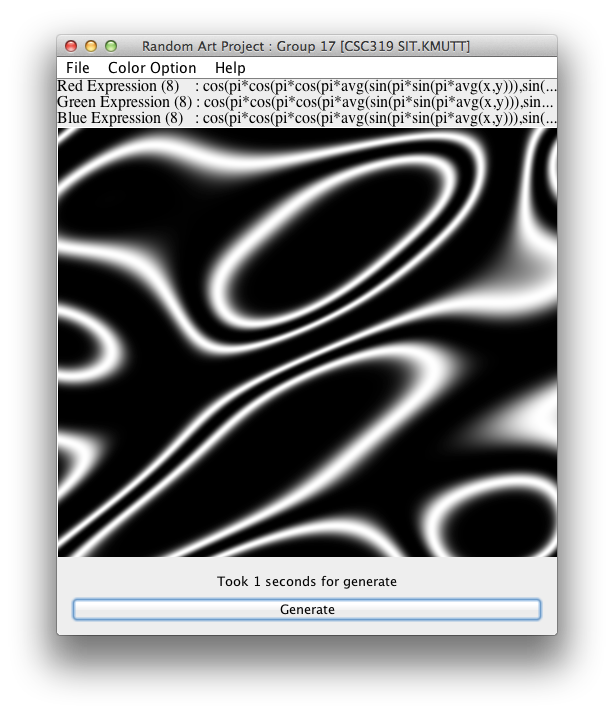 Random Art Project : Group 17 [CSC319 SIT.KMUTT]
File Color Option Help
Red Expression (8) : cos(pi*cos(pi*cos(pi*avg(sin(pi*sin(pi*avg(x,y))),sin(...
Green Expression (8) : cos(pi*cos(pi*cos(pi*avg(sin(pi*sin(pi*avg(x,y))),sin...
Blue Expression (8) : cos(pi*cos(pi*cos(pi*avg(sin(pi*sin(pi*avg(x,y))),sin(...
Took 1 seconds for generate
Generate